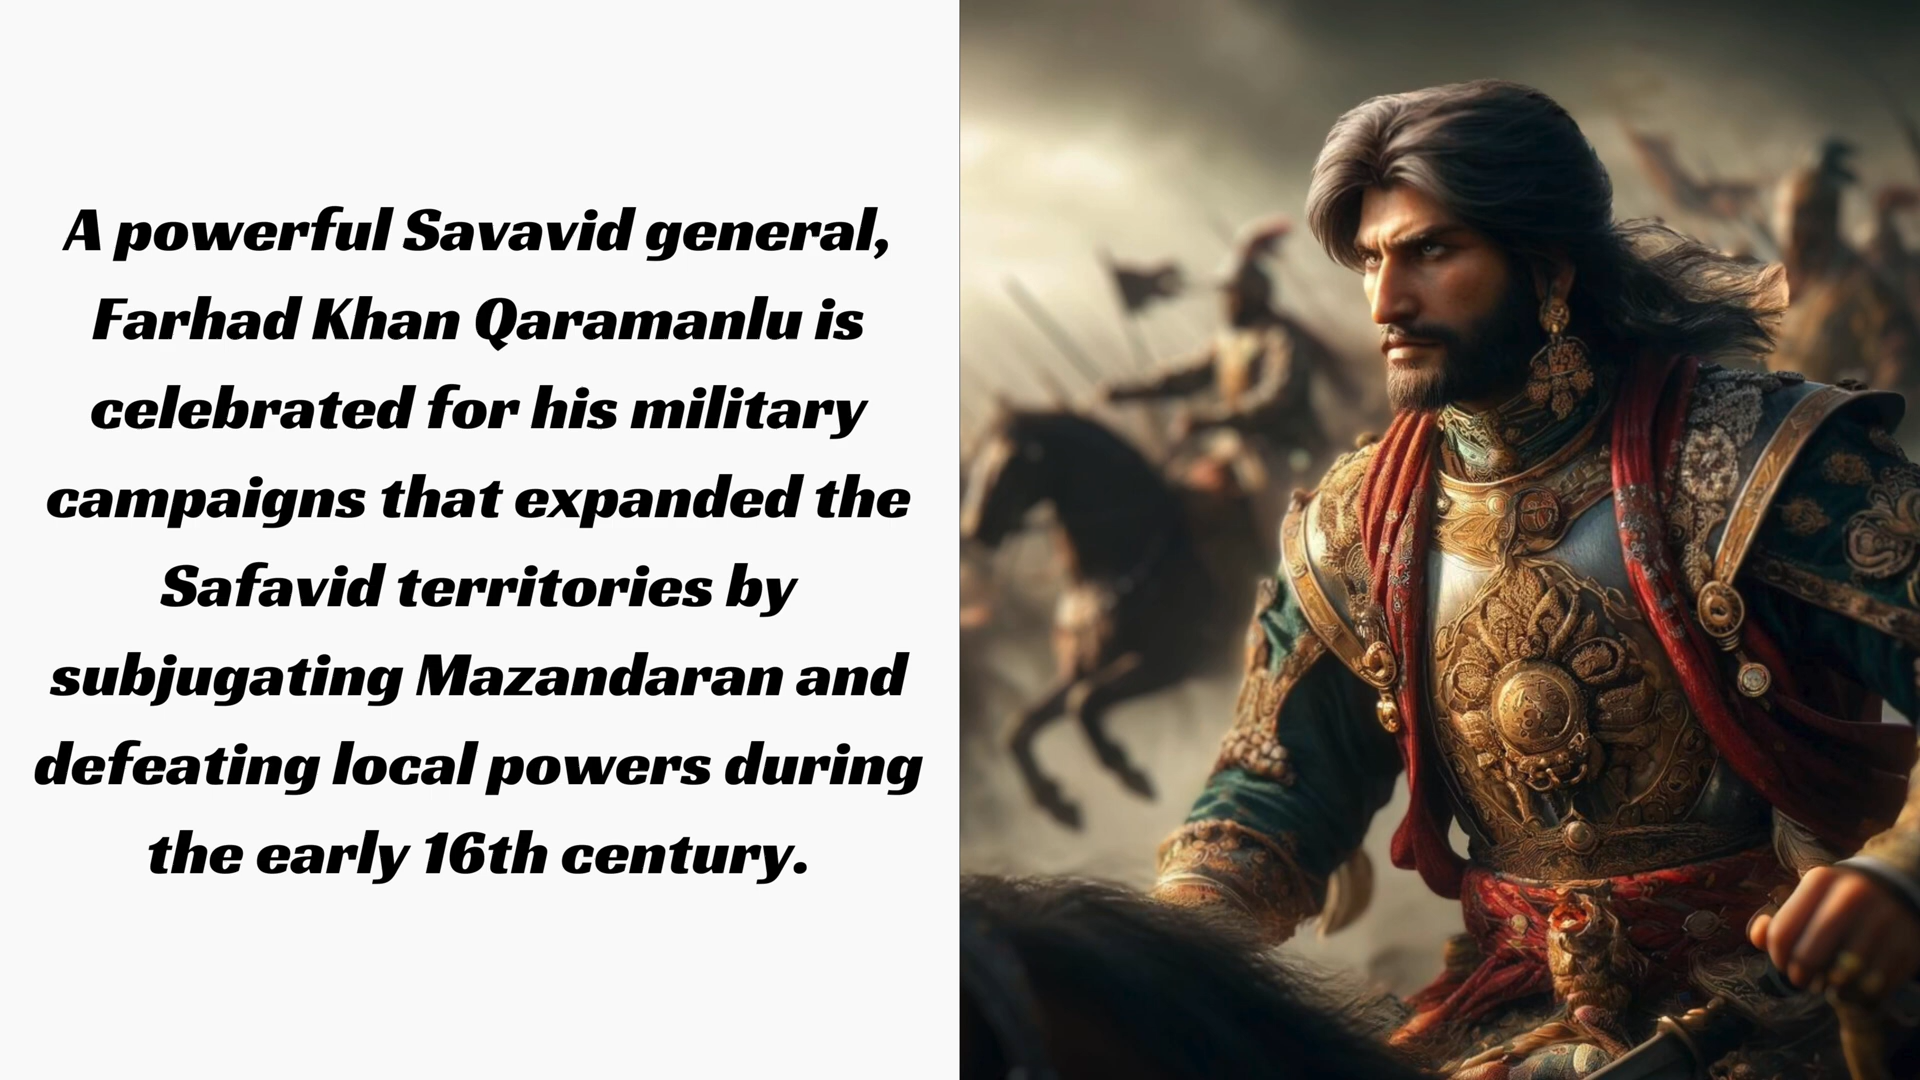 A powerful Savavid general,
Farhad Khan Qaramanlu is
celebrated for his military
campaigns that expanded the
Safavid territories by
subjugating Mazandaran and
defeating local powers during
the early 16th century.